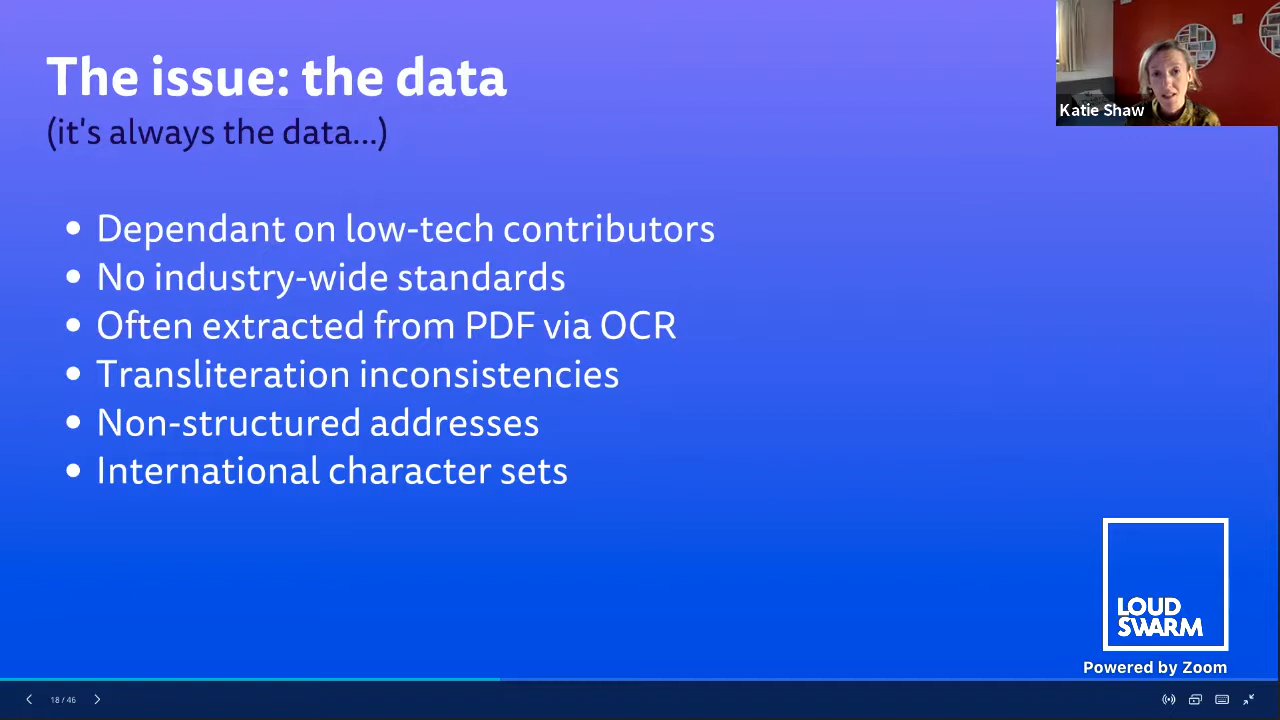 The issue: the data
(it's always the data...)
Dependant on low-tech contributors
No industry-wide standards
Often extracted from PDF via OCR
Transliteration inconsistencies
Non-structured addresses
International character sets
Katie Shaw
LOUD
SWARM
Powered by Zoom
18 / 46